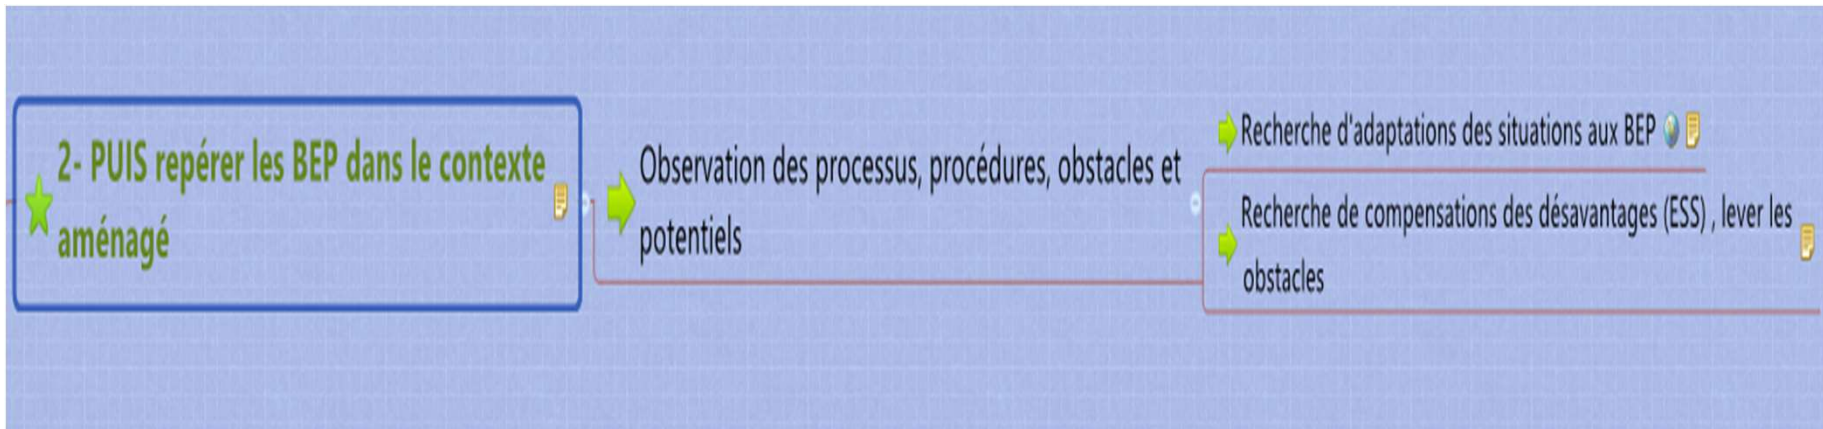 2- PUIS repérer les BEP dans le contexte
aménagé
Observation des processus, procédures, obstacles et
potentiels
Recherche d'adaptations des situations aux BEP
Recherche de compensations des désavantages (ESS) , lever les
obstacles